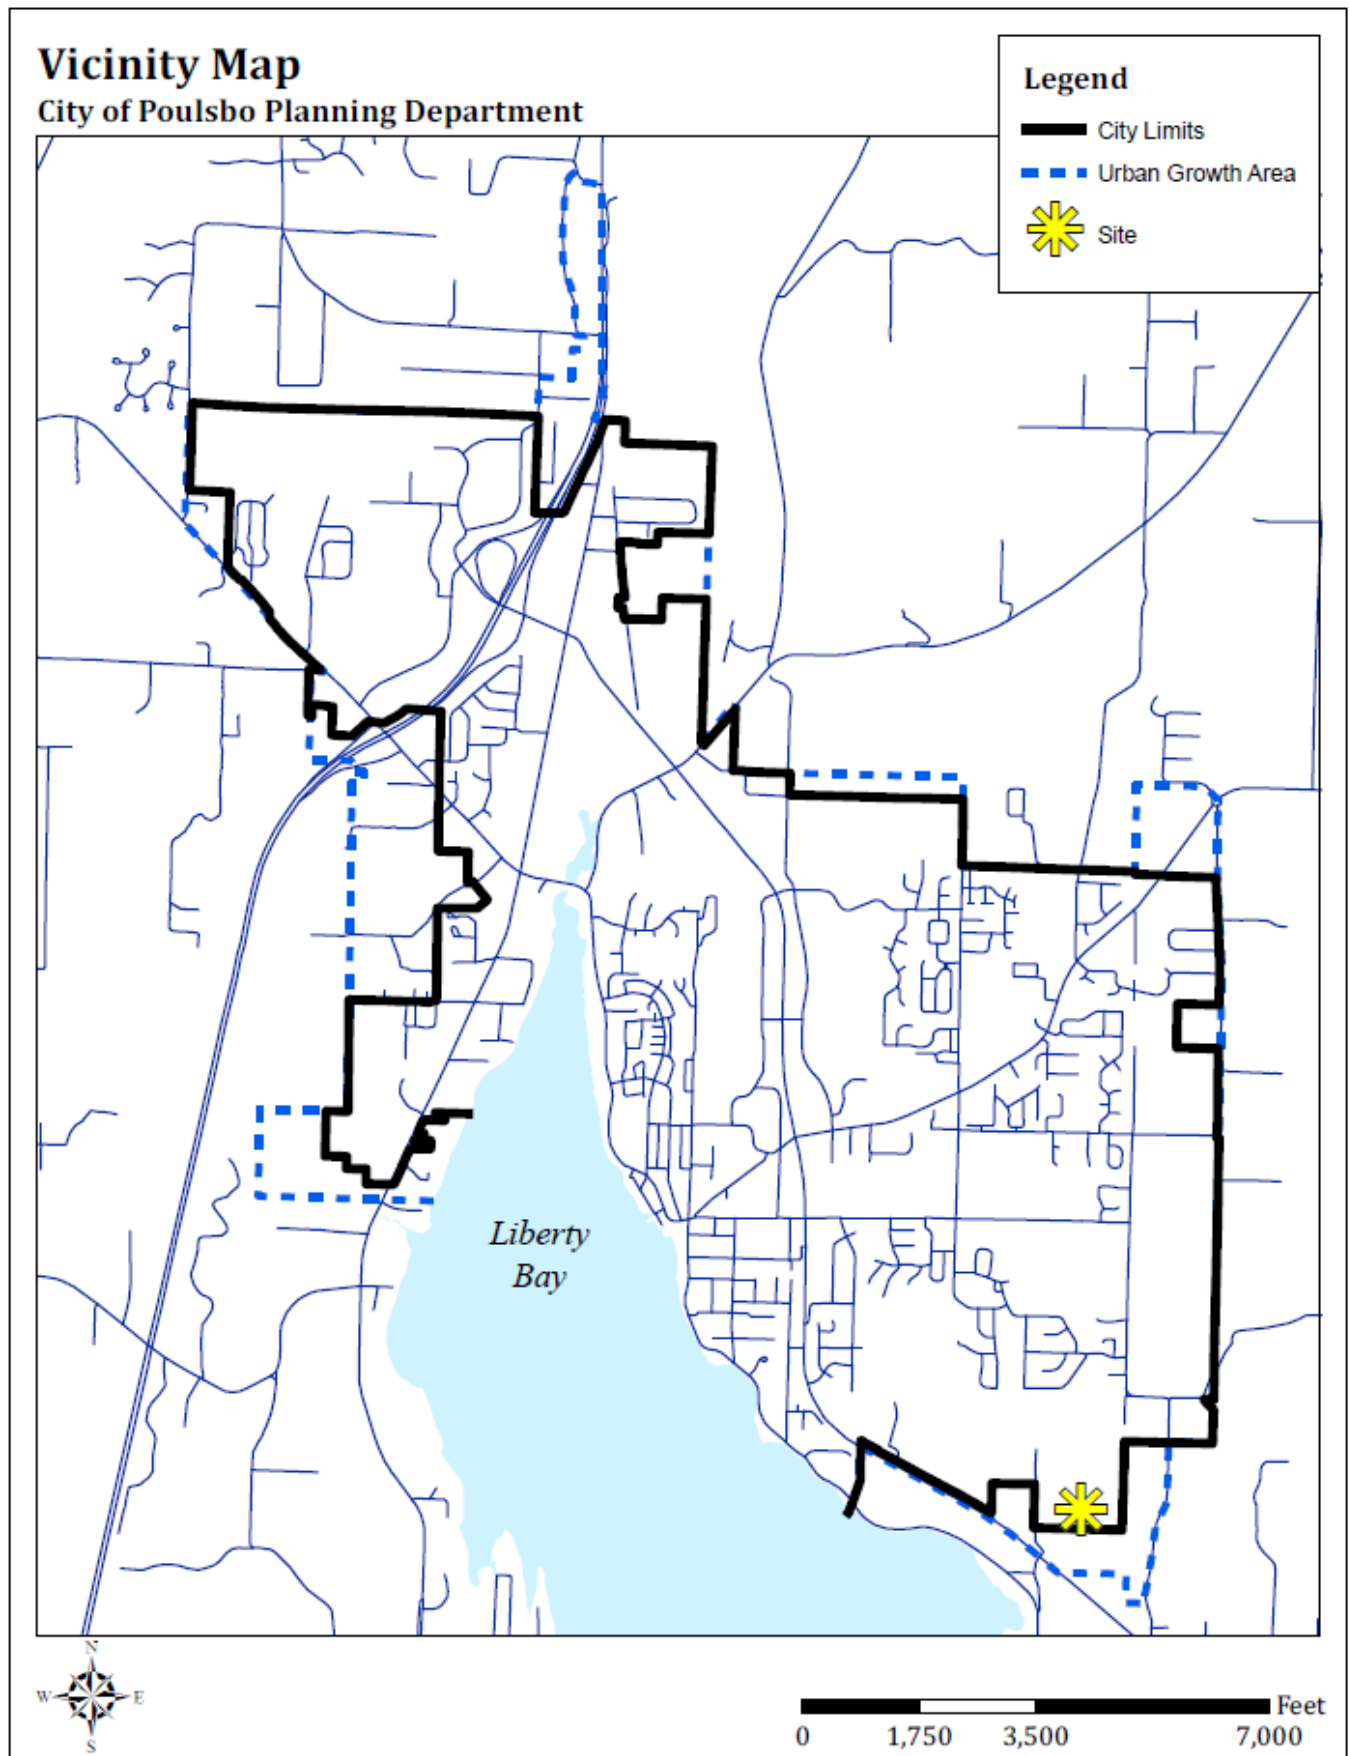 Vicinity Map
City of Poulsbo Planning Department
Legend
City Limits
Urban Growth Area
Site
Liberty
Bay
N
W E
S
Feet
0 1,750 3,500 7,000